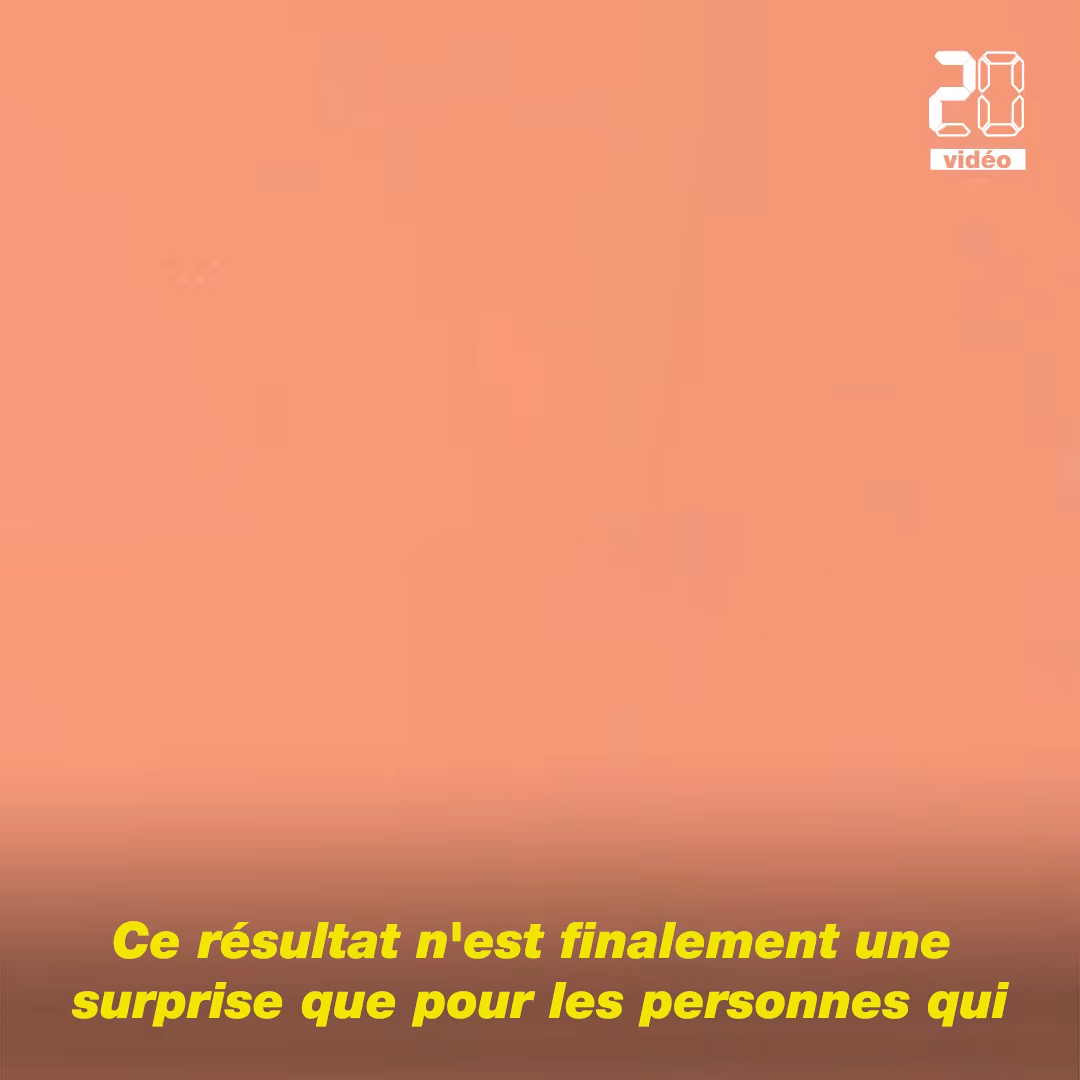 20
vidéo
Ce résultat n'est finalement une
surprise que pour les personnes qui